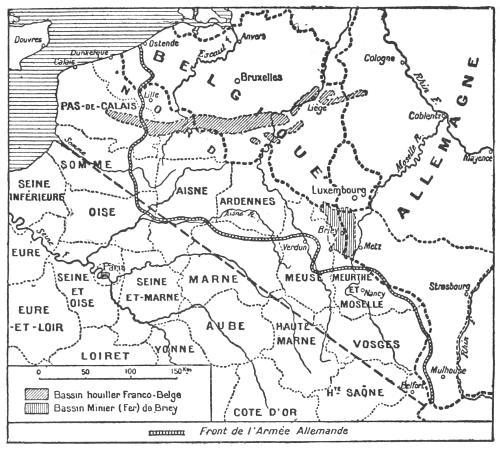 Douvres
Ostende
Anvers
Dunkerque
Calais
Escaut
Cologne
Rhin
BELGIQUE
Bruxelles
NORD
Lille
Liège
Coblentz
PAS-DE-CALAIS
ALLEMAGNE
Moselle R.
Mayence
Somme
SOMME
AISNE
ARDENNES
Luxembourg
SEINE
INFÉRIEURE
OISE
Aisne R.
Briey
Metz
Verdun
EURE
Seine
Paris
SEINE
ET
OISE
SEINE
ET-MARNE
MARNE
MEUSE
MEURTHE
ET
MOSELLE
Nancy
Strasbourg
EURE
-ET-LOIR
AUBE
HAUTE
MARNE
VOSGES
Rhin
LOIRET
YONNE
Hte SAÔNE
Mulhouse
Belfort
CÔTE D'OR
0 50 100 150 Km
Bassin houiller Franco-Belge
Bassin Minier (Fer) de Briey
Front de l'Armée Allemande